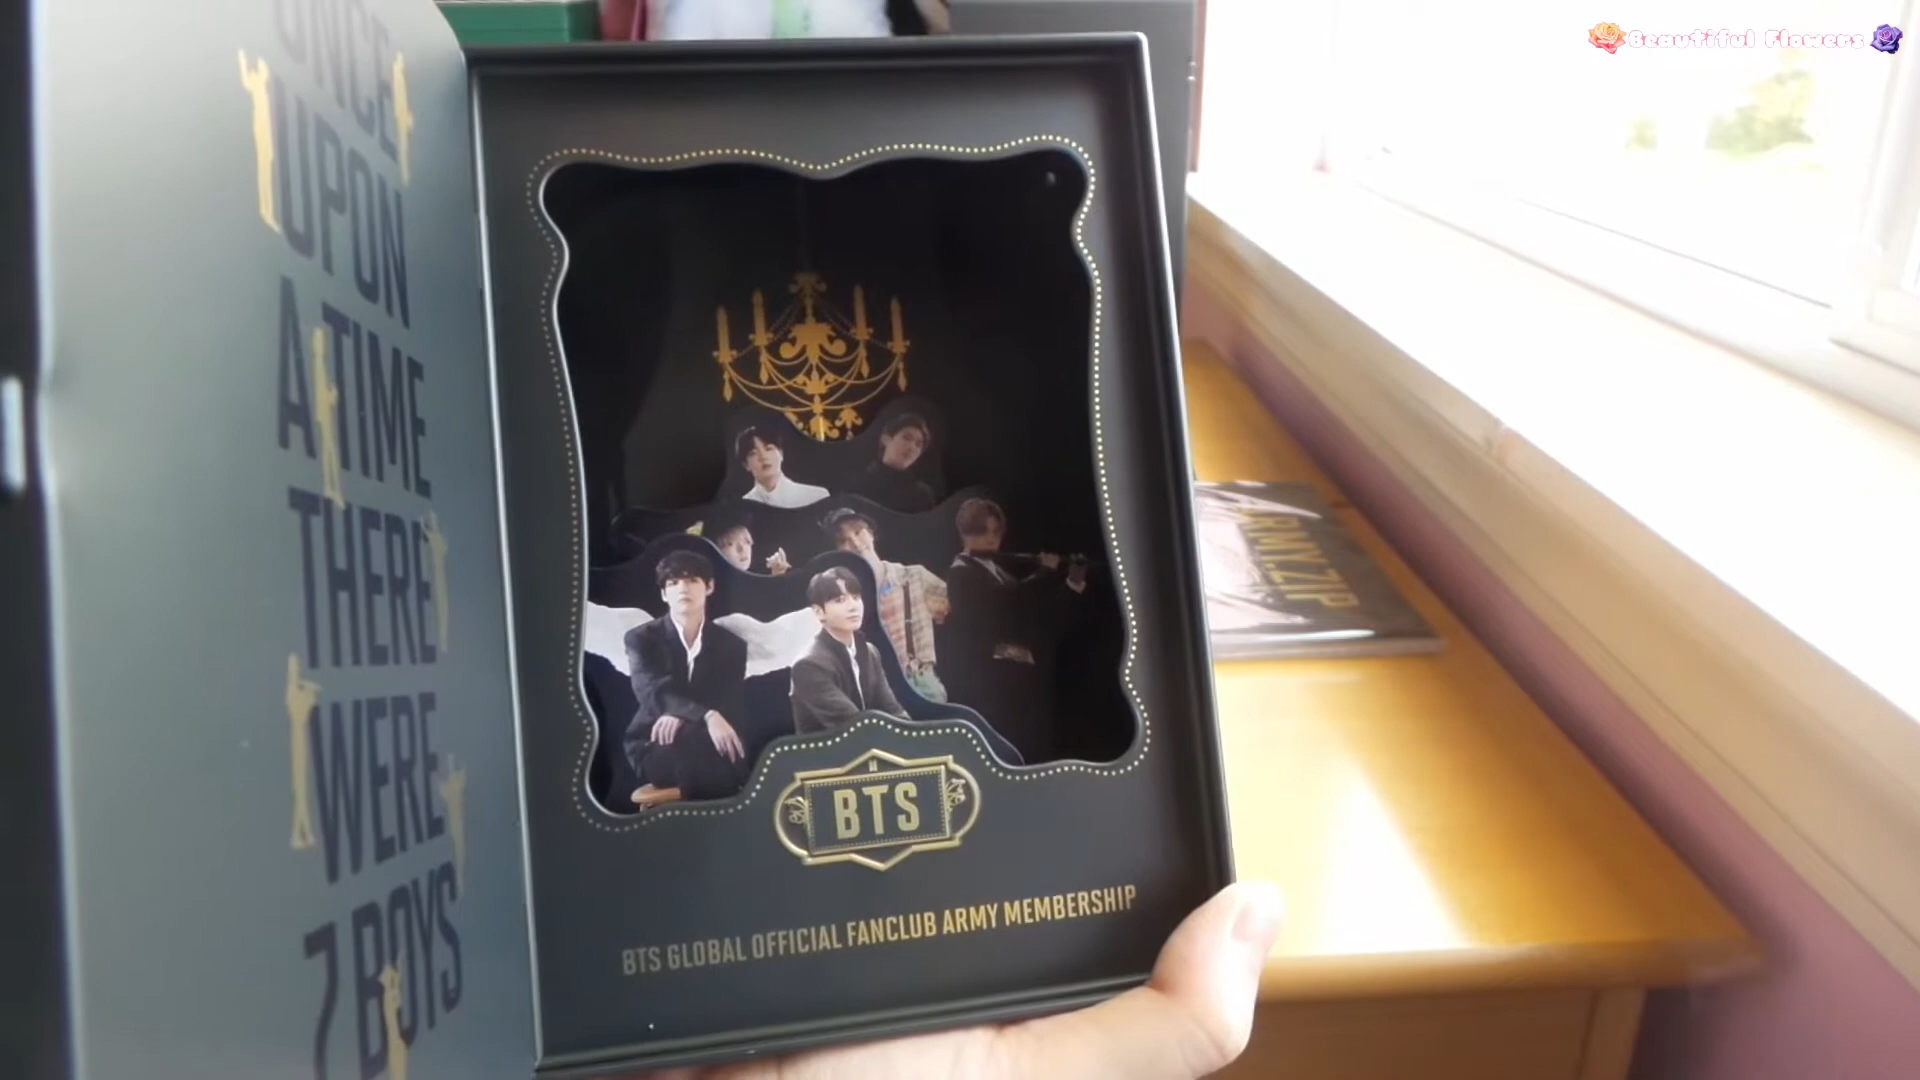 Beautiful Flowers
ONCE
UPON
A TIME
THERE
WERE
7 BOYS
ARMY.ZIP
BTS
BTS GLOBAL OFFICIAL FANCLUB ARMY MEMBERSHIP